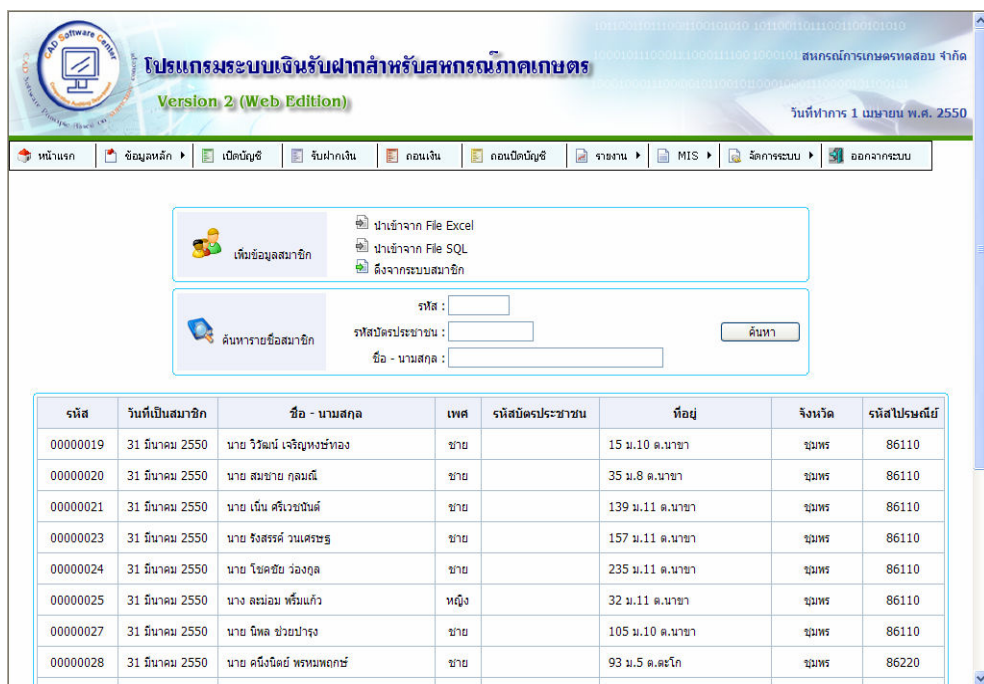 CAD Software Center
โปรแกรมระบบเงินรับฝากสำหรับสหกรณ์ภาคเกษตร
Version 2 (Web Edition)
สหกรณ์การเกษตรทดสอบ จำกัด
วันที่ทำการ 1 เมษายน พ.ศ. 2550
หน้าแรก ข้อมูลหลัก เปิดบัญชี รับฝากเงิน ถอนเงิน ถอนปิดบัญชี รายงาน MIS จัดการระบบ ออกจากระบบ
เพิ่มข้อมูลสมาชิก
นำเข้าจาก File Excel
นำเข้าจาก File SQL
ดึงจากระบบสมาชิก
ค้นหารายชื่อสมาชิก
รหัส :
รหัสบัตรประชาชน :
ชื่อ - นามสกุล :
ค้นหา
รหัส วันที่เป็นสมาชิก ชื่อ - นามสกุล เพศ รหัสบัตรประชาชน ที่อยู่ จังหวัด รหัสไปรษณีย์
00000019 31 มีนาคม 2550 นาย วิวัฒน์ เจริญหงษ์ทอง ชาย 15 ม.10 ต.นาขา ชุมพร 86110
00000020 31 มีนาคม 2550 นาย สมชาย กุลมณี ชาย 35 ม.8 ต.นาขา ชุมพร 86110
00000021 31 มีนาคม 2550 นาย เนิ่น ศรีเวชนันต์ ชาย 139 ม.11 ต.นาขา ชุมพร 86110
00000023 31 มีนาคม 2550 นาย รังสรรค์ วนเศรษฐ ชาย 157 ม.11 ต.นาขา ชุมพร 86110
00000024 31 มีนาคม 2550 นาย โชคชัย ว่องกุล ชาย 235 ม.11 ต.นาขา ชุมพร 86110
00000025 31 มีนาคม 2550 นาง ละม่อม พริ้มแก้ว หญิง 32 ม.11 ต.นาขา ชุมพร 86110
00000027 31 มีนาคม 2550 นาย นิพล ช่วยบำรุง ชาย 105 ม.10 ต.นาขา ชุมพร 86110
00000028 31 มีนาคม 2550 นาย คนึงนิตย์ พรหมพฤกษ์ ชาย 93 ม.5 ต.ตะโก ชุมพร 86220